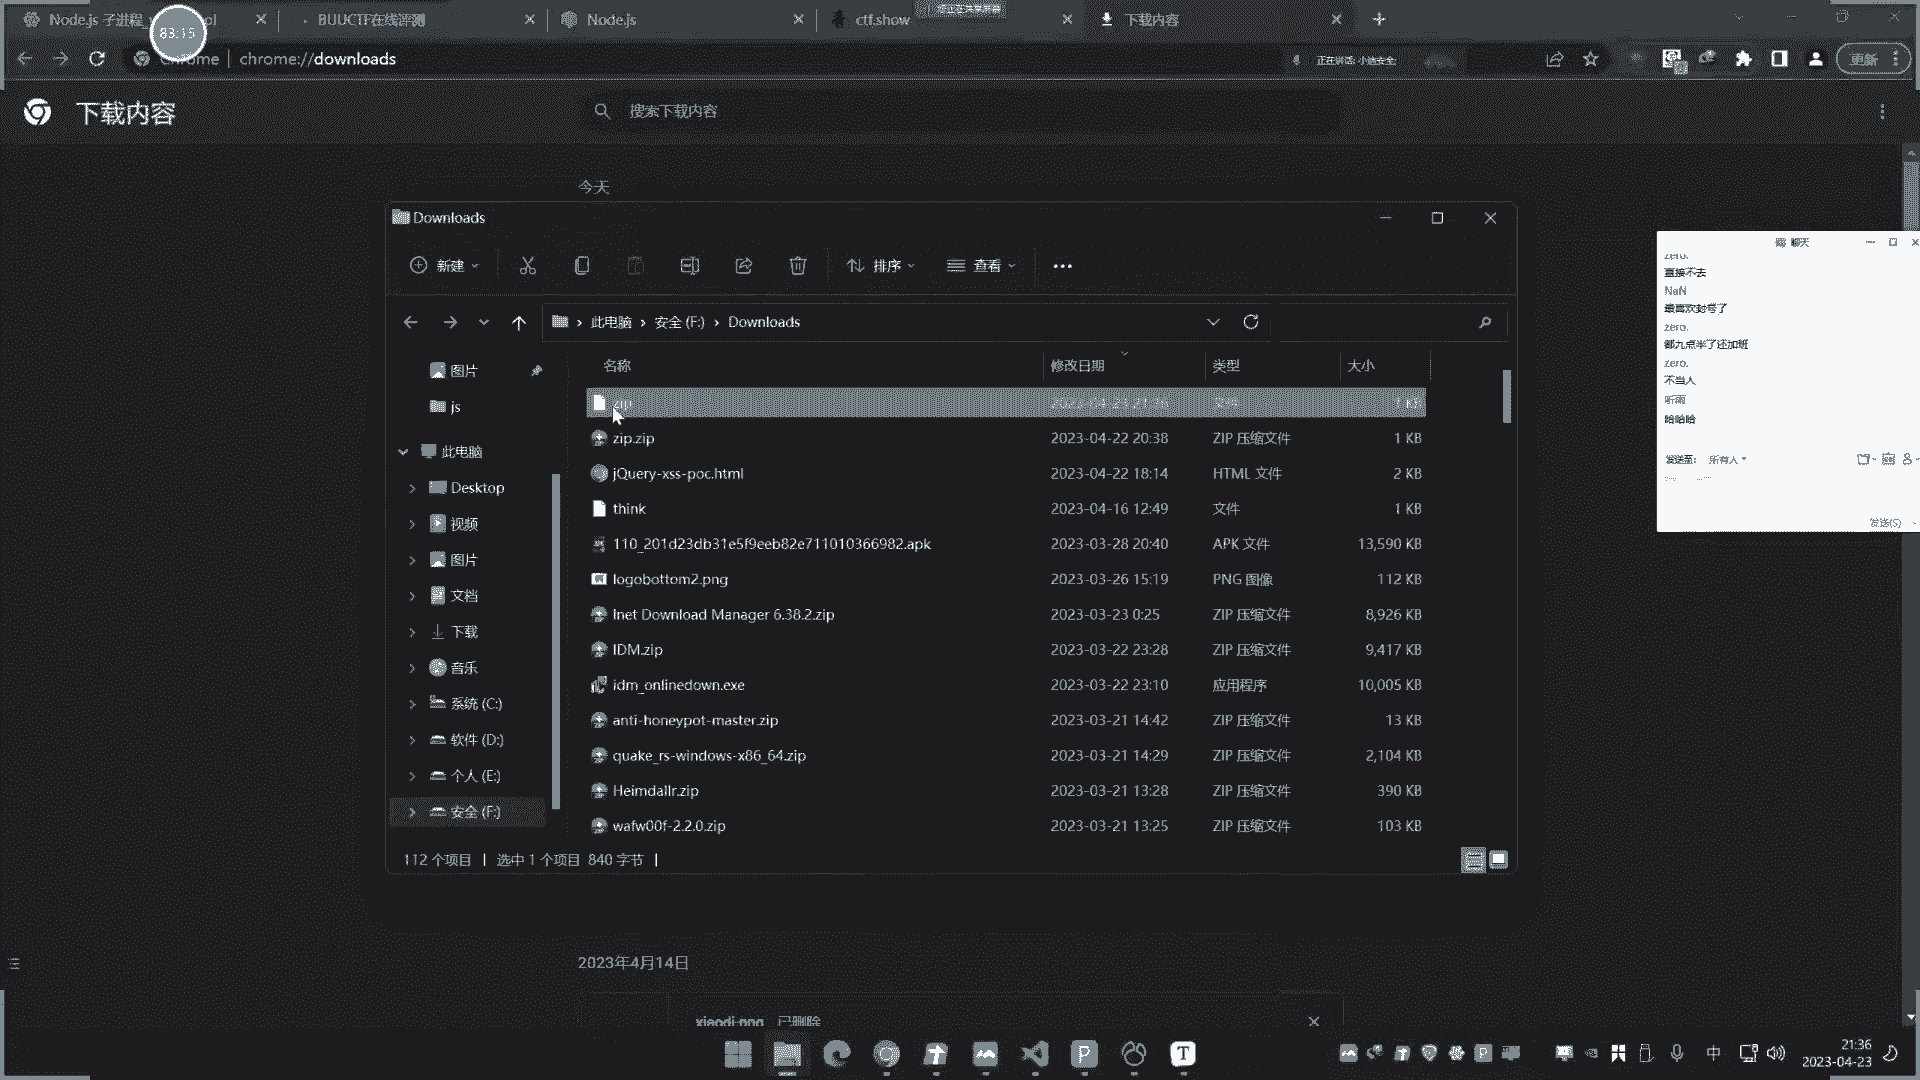 Node.js 子进程
BUUCTF在线评测
Node.js
ctf.show
下载内容
83:15
Chrome
chrome://downloads
正在讲话: 小迪安全;
更新
下载内容
搜索下载内容
今天
Downloads
新建
排序
查看
此电脑 › 安全 (F:) › Downloads
名称 修改日期 类型 大小
zip 2023-04-23 21:36 文件 1 KB
zip.zip 2023-04-22 20:38 ZIP 压缩文件 1 KB
jQuery-xss-poc.html 2023-04-22 18:14 HTML 文件 2 KB
think 2023-04-16 12:49 文件 1 KB
110_201d23db31e5f9eeb82e711010366982.apk 2023-03-28 20:40 APK 文件 13,590 KB
logobottom2.png 2023-03-26 15:19 PNG 图像 112 KB
Inet Download Manager 6.38.2.zip 2023-03-23 0:25 ZIP 压缩文件 8,926 KB
IDM.zip 2023-03-22 23:28 ZIP 压缩文件 9,417 KB
idm_onlinedown.exe 2023-03-22 23:10 应用程序 10,005 KB
anti-honeypot-master.zip 2023-03-21 14:42 ZIP 压缩文件 13 KB
quake_rs-windows-x86_64.zip 2023-03-21 14:29 ZIP 压缩文件 2,104 KB
Heimdallr.zip 2023-03-21 13:28 ZIP 压缩文件 390 KB
wafw00f-2.2.0.zip 2023-03-21 13:25 ZIP 压缩文件 103 KB
图片
js
此电脑
Desktop
视频
图片
文档
下载
音乐
系统 (C:)
软件 (D:)
个人 (E:)
安全 (F:)
112 个项目 | 选中 1 个项目 840 字节 |
聊天
zero.
直接不去
NaN
最喜欢封号了
zero.
都九点半了还加班
zero.
不当人
听雨
哈哈哈
发送至: 所有人
发送(S)
2023年4月14日
xiaodi.png 已删除
中
21:36
2023-04-23